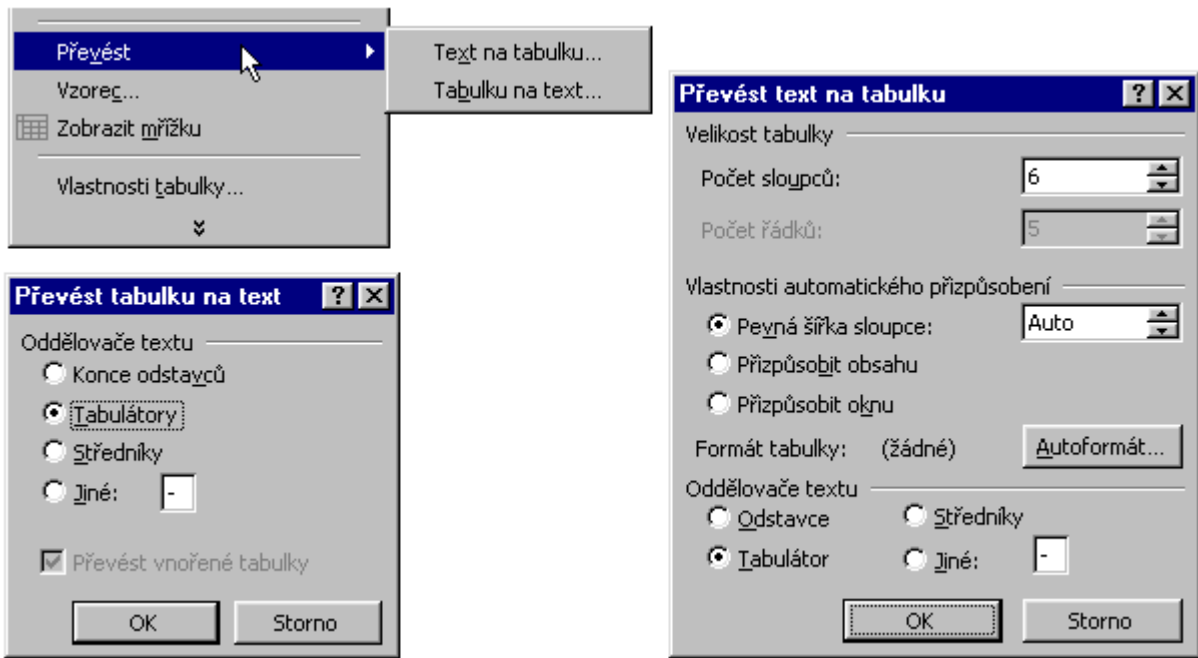 Převést
Text na tabulku...
Tabulku na text...
Vzorec...
Zobrazit mřížku
Vlastnosti tabulky...
Převést tabulku na text
Oddělovače textu
Konce odstavců
Tabulátory
Středníky
Jiné: -
Převést vnořené tabulky
OK Storno
Převést text na tabulku
Velikost tabulky
Počet sloupců: 6
Počet řádků: 5
Vlastnosti automatického přizpůsobení
Pevná šířka sloupce: Auto
Přizpůsobit obsahu
Přizpůsobit oknu
Formát tabulky: (žádné) Autoformát...
Oddělovače textu
Odstavce Středníky
Tabulátor Jiné: -
OK Storno